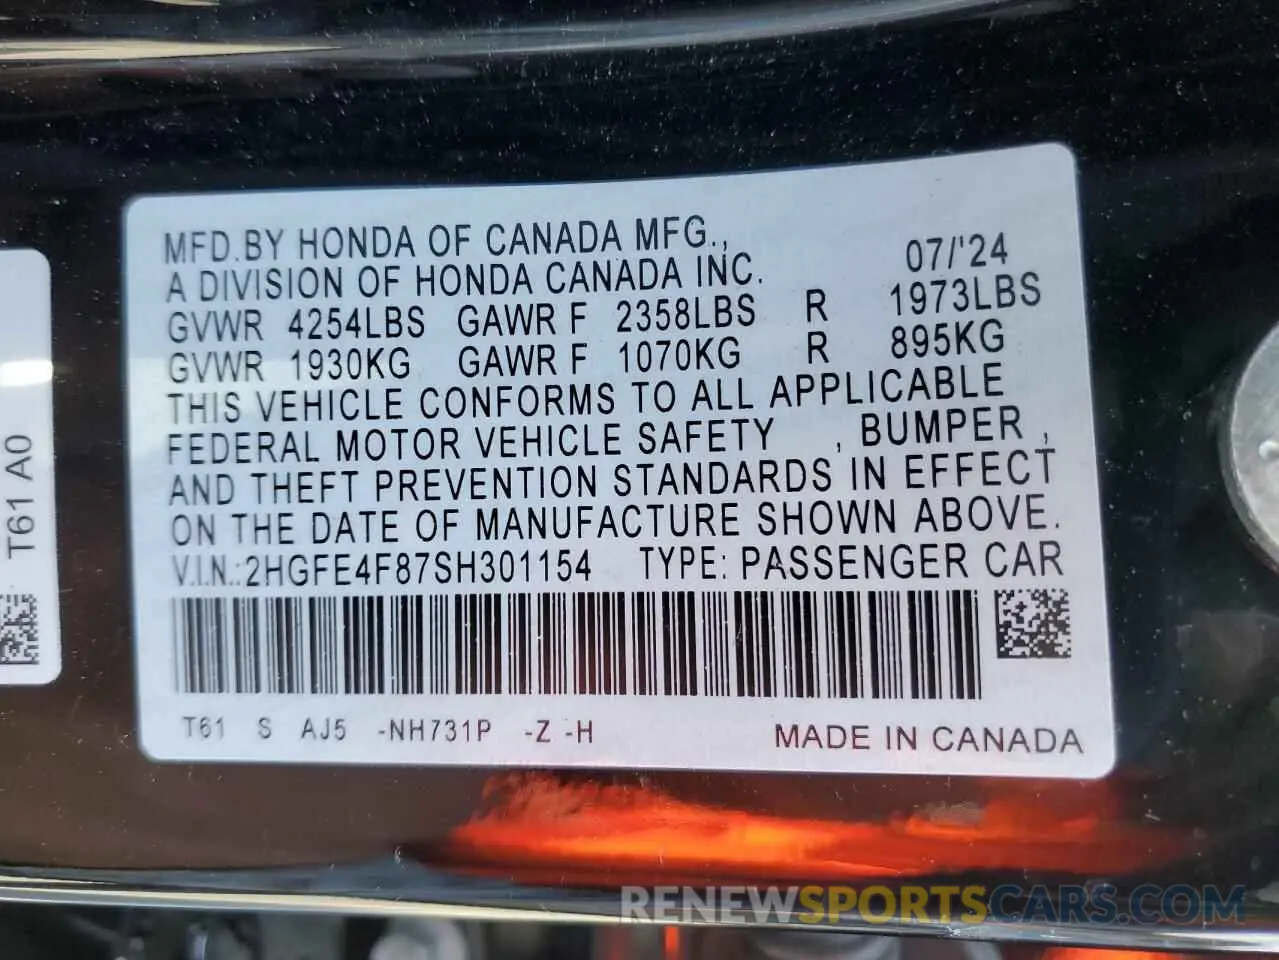 MFD. BY HONDA OF CANADA MFG.,
A DIVISION OF HONDA CANADA INC. 07/'24
GVWR 4254LBS GAWR F 2358LBS R 1973LBS
GVWR 1930KG GAWR F 1070KG R 895KG
THIS VEHICLE CONFORMS TO ALL APPLICABLE
FEDERAL MOTOR VEHICLE SAFETY , BUMPER ,
AND THEFT PREVENTION STANDARDS IN EFFECT
ON THE DATE OF MANUFACTURE SHOWN ABOVE.
V.I.N.:2HGFE4F87SH301154 TYPE: PASSENGER CAR
T61 S AJ5 -NH731P -Z -H
MADE IN CANADA
T61 A0
RENEWSPORTSCARS.COM